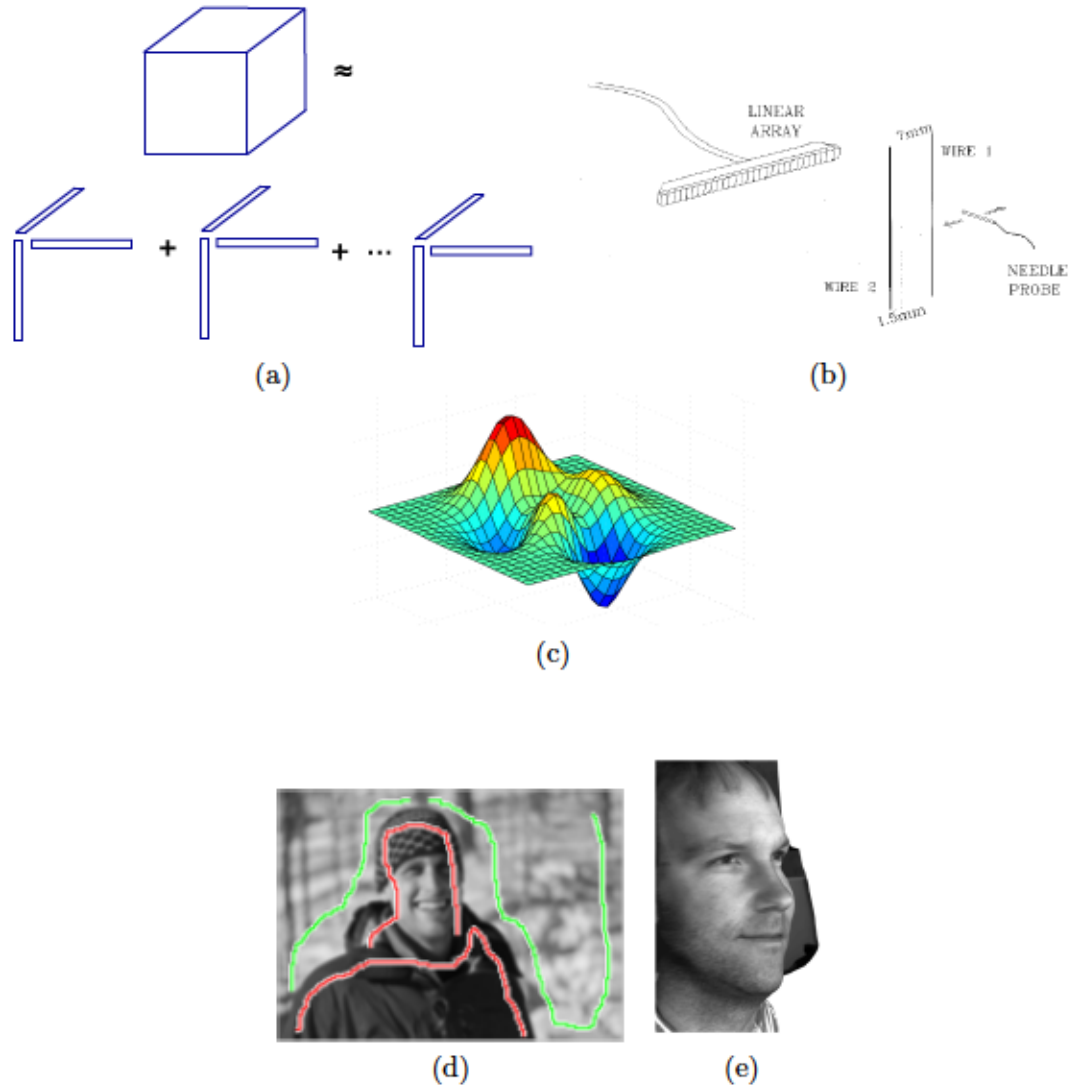 ≈
+
+
...
LINEAR
ARRAY
7mm
WIRE 1
WIRE 2
1.5mm
NEEDLE
PROBE
(a)
(b)
(c)
(d)
(e)